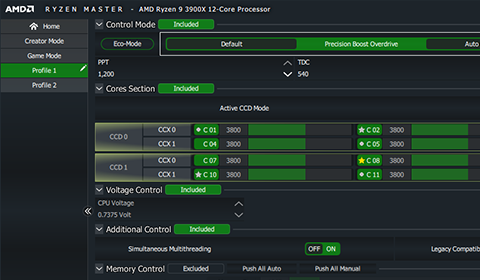 AMD RYZEN MASTER - AMD Ryzen 9 3900X 12-Core Processor
Home
Creator Mode
Game Mode
Profile 1
Profile 2
Control Mode Included
Eco-Mode Default Precision Boost Overdrive Auto
PPT TDC
1,200 540
Cores Section Included
Active CCD Mode
CCD 0 CCX 0 C 01 3800 C 02 3800
CCX 1 C 04 3800 C 05 3800
CCD 1 CCX 0 C 07 3800 C 08 3800
CCX 1 C 10 3800 C 11 3800
Voltage Control Included
CPU Voltage
0.7375 Volt
Additional Control Included
Simultaneous Multithreading OFF ON Legacy Compatib
Memory Control Excluded Push All Auto Push All Manual